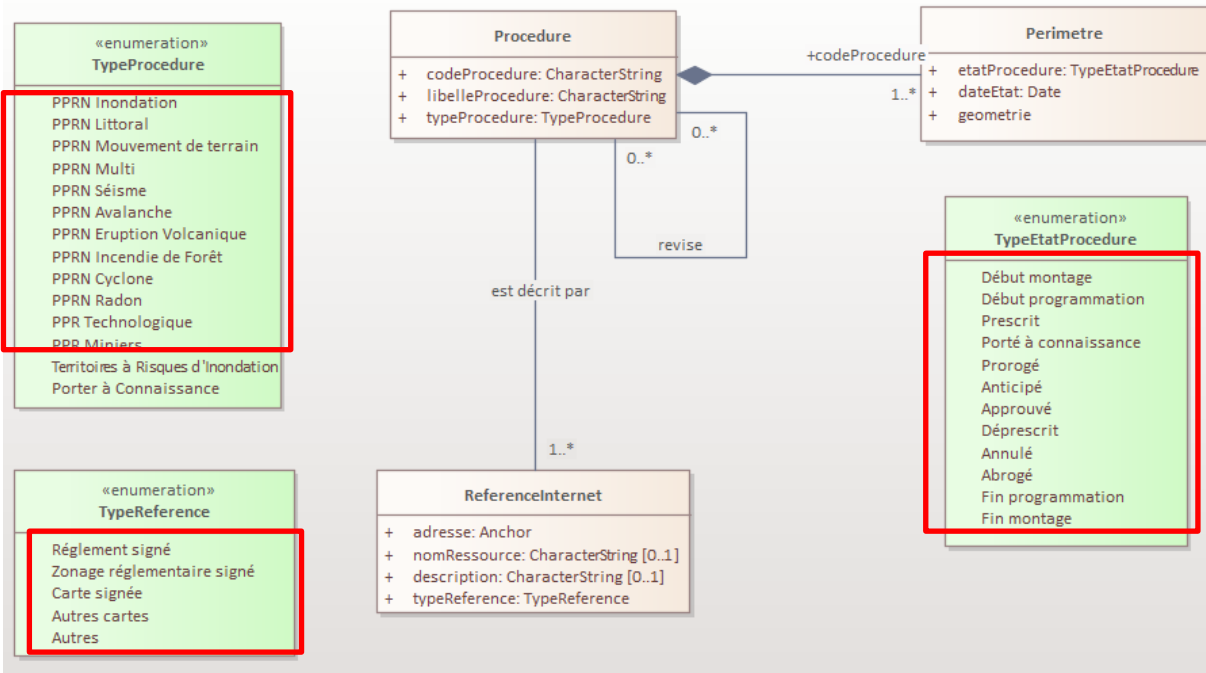 «enumeration»
TypeProcedure
PPRN Inondation
PPRN Littoral
PPRN Mouvement de terrain
PPRN Multi
PPRN Séisme
PPRN Avalanche
PPRN Eruption Volcanique
PPRN Incendie de Forêt
PPRN Cyclone
PPRN Radon
PPR Technologique
PPR Miniers
Territoires à Risques d'Inondation
Porter à Connaissance
Procedure
+ codeProcedure: CharacterString
+ libelleProcedure: CharacterString
+ typeProcedure: TypeProcedure
+codeProcedure
1..*
Perimetre
+ etatProcedure: TypeEtatProcedure
+ dateEtat: Date
+ geometrie
0..*
0..*
revise
est décrit par
1..*
«enumeration»
TypeEtatProcedure
Début montage
Début programmation
Prescrit
Porté à connaissance
Prorogé
Anticipé
Approuvé
Déprescrit
Annulé
Abrogé
Fin programmation
Fin montage
«enumeration»
TypeReference
Réglement signé
Zonage réglementaire signé
Carte signée
Autres cartes
Autres
ReferenceInternet
+ adresse: Anchor
+ nomRessource: CharacterString [0..1]
+ description: CharacterString [0..1]
+ typeReference: TypeReference